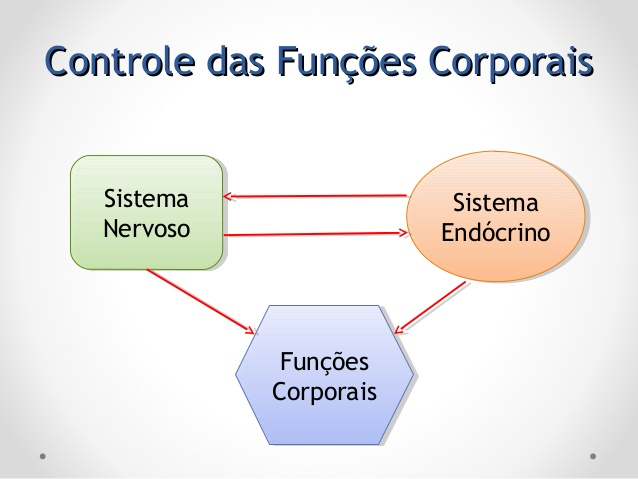 Controle das Funções Corporais
Sistema
Nervoso
Sistema
Endócrino
Funções
Corporais